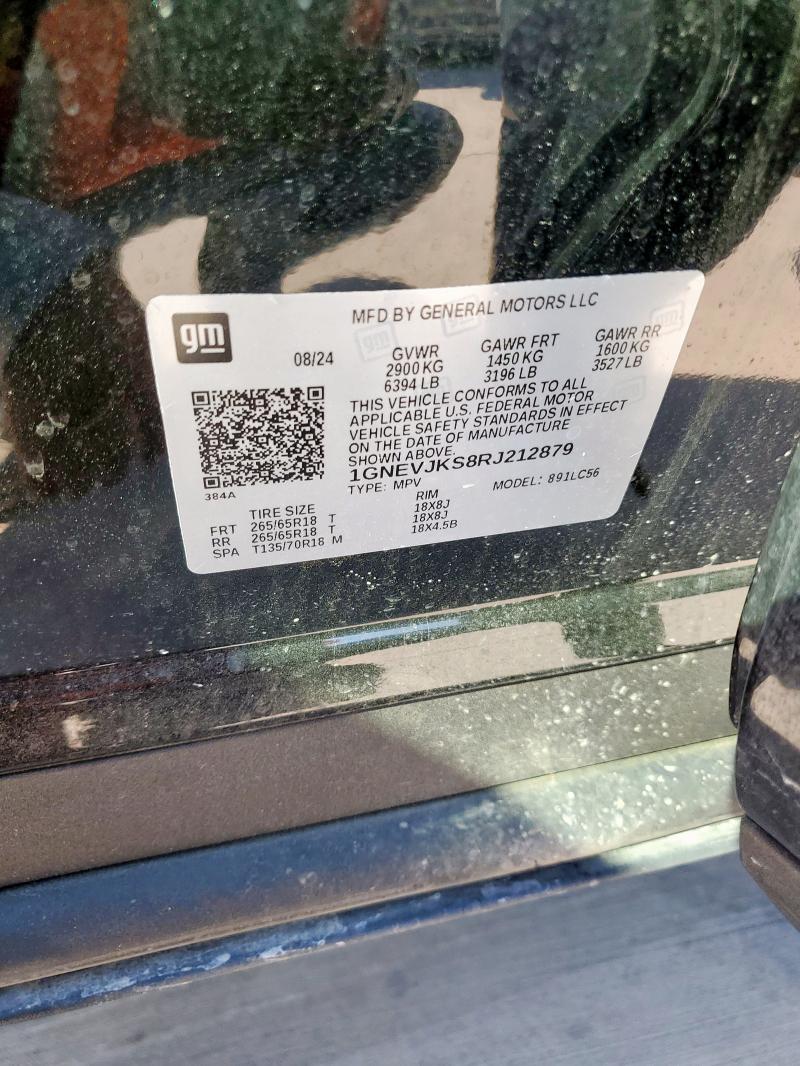 MFD BY GENERAL MOTORS LLC
gm
08/24
GVWR GAWR FRT GAWR RR
2900 KG 1450 KG 1600 KG
6394 LB 3196 LB 3527 LB
THIS VEHICLE CONFORMS TO ALL
APPLICABLE U.S. FEDERAL MOTOR
VEHICLE SAFETY STANDARDS IN EFFECT
ON THE DATE OF MANUFACTURE
SHOWN ABOVE.
1GNEVJKS8RJ212879
TYPE: MPV MODEL: 891LC56
384A
TIRE SIZE RIM
FRT 265/65R18 T 18X8J
RR 265/65R18 T 18X8J
SPA T135/70R18 M 18X4.5B